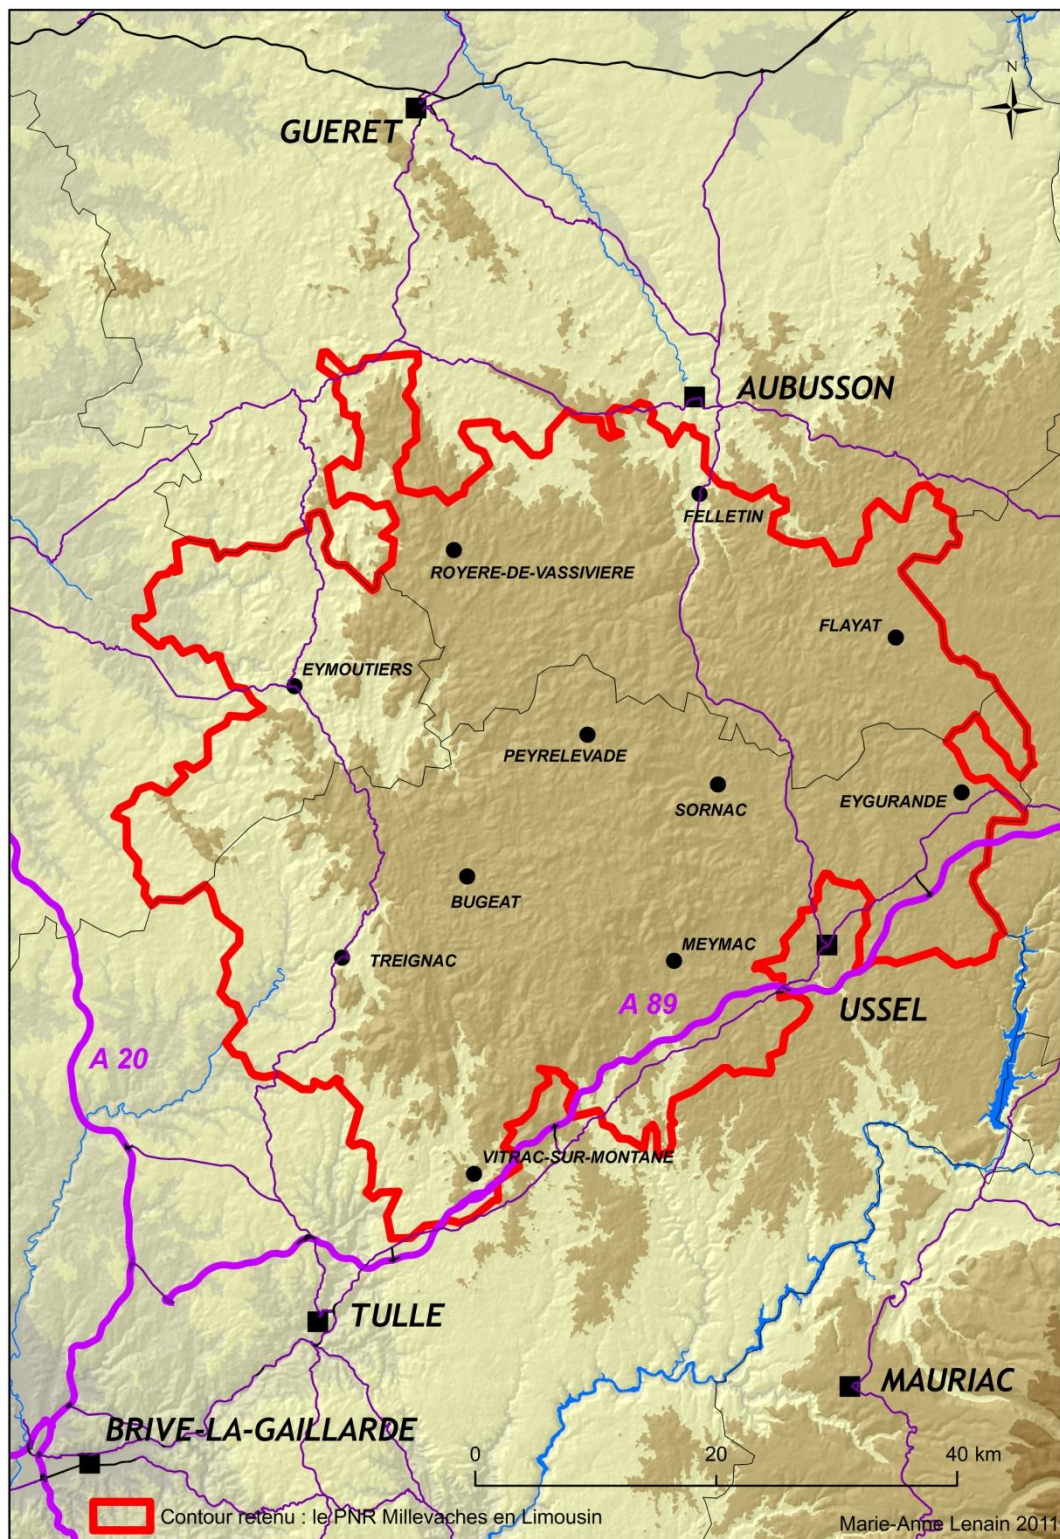 N
GUERET
AUBUSSON
FELLETIN
ROYERE-DE-VASSIVIERE
FLAYAT
EYMOUTIERS
PEYRELEVADE
SORNAC
EYGURANDE
BUGEAT
MEYMAC
TREIGNAC
A 89
USSEL
A 20
VITRAC-SUR-MONTANE
TULLE
MAURIAC
BRIVE-LA-GAILLARDE
0 20 40 km
Contour retenu : le PNR Millevaches en Limousin
Marie-Anne Lenain 2011